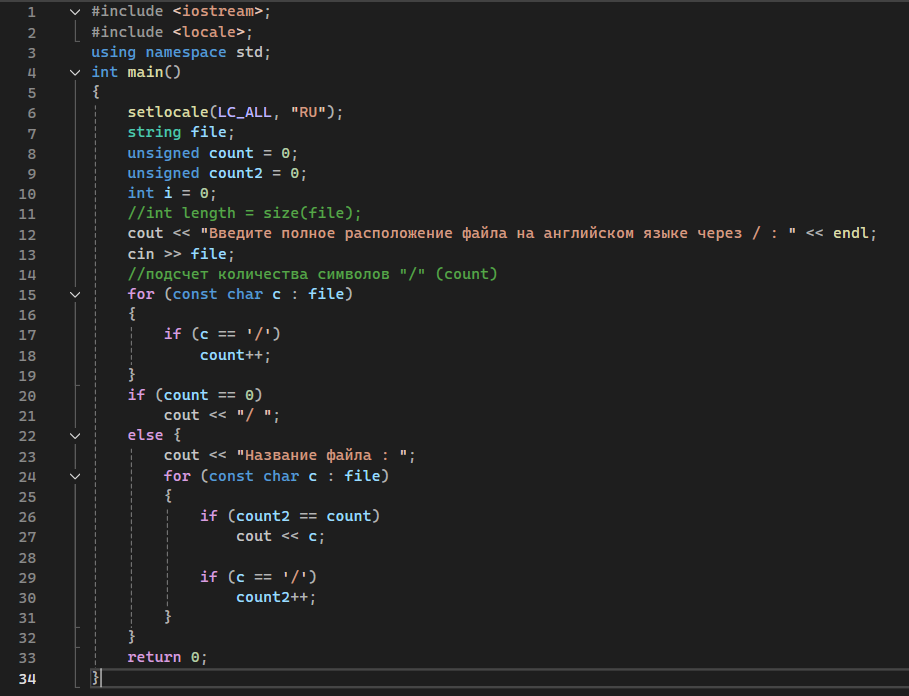 1 #include <iostream>;
2 #include <locale>;
3 using namespace std;
4 int main()
5 {
6 setlocale(LC_ALL, "RU");
7 string file;
8 unsigned count = 0;
9 unsigned count2 = 0;
10 int i = 0;
11 //int length = size(file);
12 cout << "Введите полное расположение файла на английском языке через / : " << endl;
13 cin >> file;
14 //подсчет количества символов "/" (count)
15 for (const char c : file)
16 {
17 if (c == '/')
18 count++;
19 }
20 if (count == 0)
21 cout << "/ ";
22 else {
23 cout << "Название файла : ";
24 for (const char c : file)
25 {
26 if (count2 == count)
27 cout << c;
28
29 if (c == '/')
30 count2++;
31 }
32 }
33 return 0;
34 }